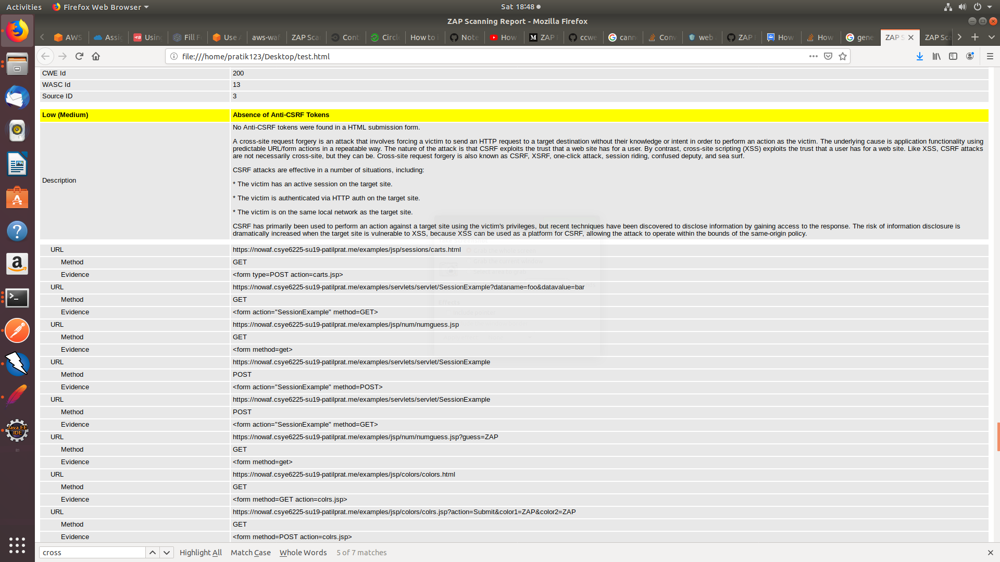 Activities Firefox Web Browser Sat 18:48
ZAP Scanning Report - Mozilla Firefox
AWS Assig Using Fill F Use A aws-waf ZAP Sca Cont Circle How to i Note How ZAP ccwe cann Conv web ZAP How How gene ZAP S ZAP Sca
file:///home/pratik123/Desktop/test.html
CWE Id 200
WASC Id 13
Source ID 3
Low (Medium) Absence of Anti-CSRF Tokens
No Anti-CSRF tokens were found in a HTML submission form.
A cross-site request forgery is an attack that involves forcing a victim to send an HTTP request to a target destination without their knowledge or intent in order to perform an action as the victim. The underlying cause is application functionality using
predictable URL/form actions in a repeatable way. The nature of the attack is that CSRF exploits the trust that a web site has for a user. By contrast, cross-site scripting (XSS) exploits the trust that a user has for a web site. Like XSS, CSRF attacks
are not necessarily cross-site, but they can be. Cross-site request forgery is also known as CSRF, XSRF, one-click attack, session riding, confused deputy, and sea surf.
CSRF attacks are effective in a number of situations, including:
Description
* The victim has an active session on the target site.
* The victim is authenticated via HTTP auth on the target site.
* The victim is on the same local network as the target site.
CSRF has primarily been used to perform an action against a target site using the victim's privileges, but recent techniques have been discovered to disclose information by gaining access to the response. The risk of information disclosure is
dramatically increased when the target site is vulnerable to XSS, because XSS can be used as a platform for CSRF, allowing the attack to operate within the bounds of the same-origin policy.
URL https://nowaf.csye6225-su19-patilprat.me/examples/jsp/sessions/carts.html
Method GET
Evidence <form type=POST action=carts.jsp>
URL https://nowaf.csye6225-su19-patilprat.me/examples/servlets/servlet/SessionExample?dataname=foo&datavalue=bar
Method GET
Evidence <form action="SessionExample" method=GET>
URL https://nowaf.csye6225-su19-patilprat.me/examples/jsp/num/numguess.jsp
Method GET
Evidence <form method=get>
URL https://nowaf.csye6225-su19-patilprat.me/examples/servlets/servlet/SessionExample
Method POST
Evidence <form action="SessionExample" method=POST>
URL https://nowaf.csye6225-su19-patilprat.me/examples/servlets/servlet/SessionExample
Method POST
Evidence <form action="SessionExample" method=GET>
URL https://nowaf.csye6225-su19-patilprat.me/examples/jsp/num/numguess.jsp?guess=ZAP
Method GET
Evidence <form method=get>
URL https://nowaf.csye6225-su19-patilprat.me/examples/jsp/colors/colors.html
Method GET
Evidence <form method=GET action=colrs.jsp>
URL https://nowaf.csye6225-su19-patilprat.me/examples/jsp/colors/colrs.jsp?action=Submit&color1=ZAP&color2=ZAP
Method GET
Evidence <form method=POST action=colrs.jsp>
Java EE
IDE
cross Highlight All Match Case Whole Words 5 of 7 matches